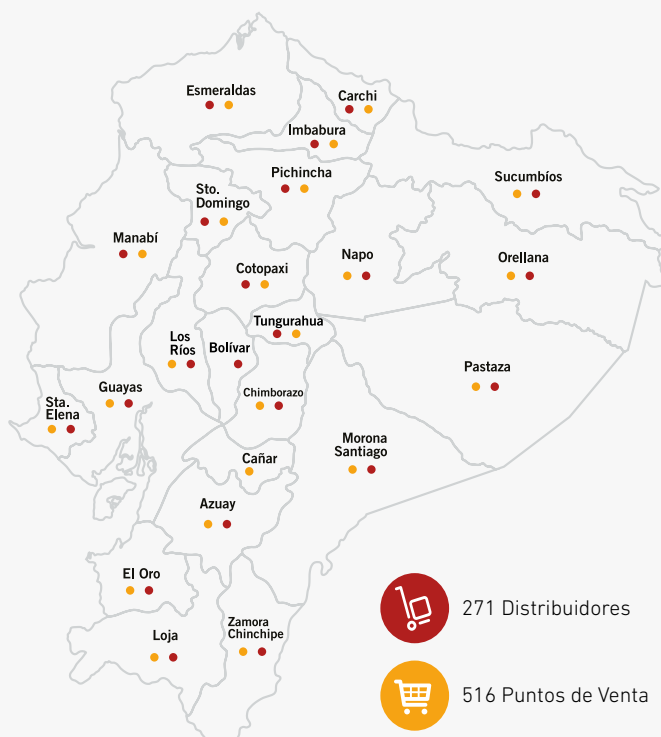 Esmeraldas
Carchi
Imbabura
Pichincha
Sucumbíos
Sto.
Domingo
Manabí
Cotopaxi
Napo
Orellana
Tungurahua
Los
Ríos
Bolívar
Pastaza
Guayas
Chimborazo
Sta.
Elena
Morona
Santiago
Cañar
Azuay
El Oro
Loja
Zamora
Chinchipe
271 Distribuidores
516 Puntos de Venta